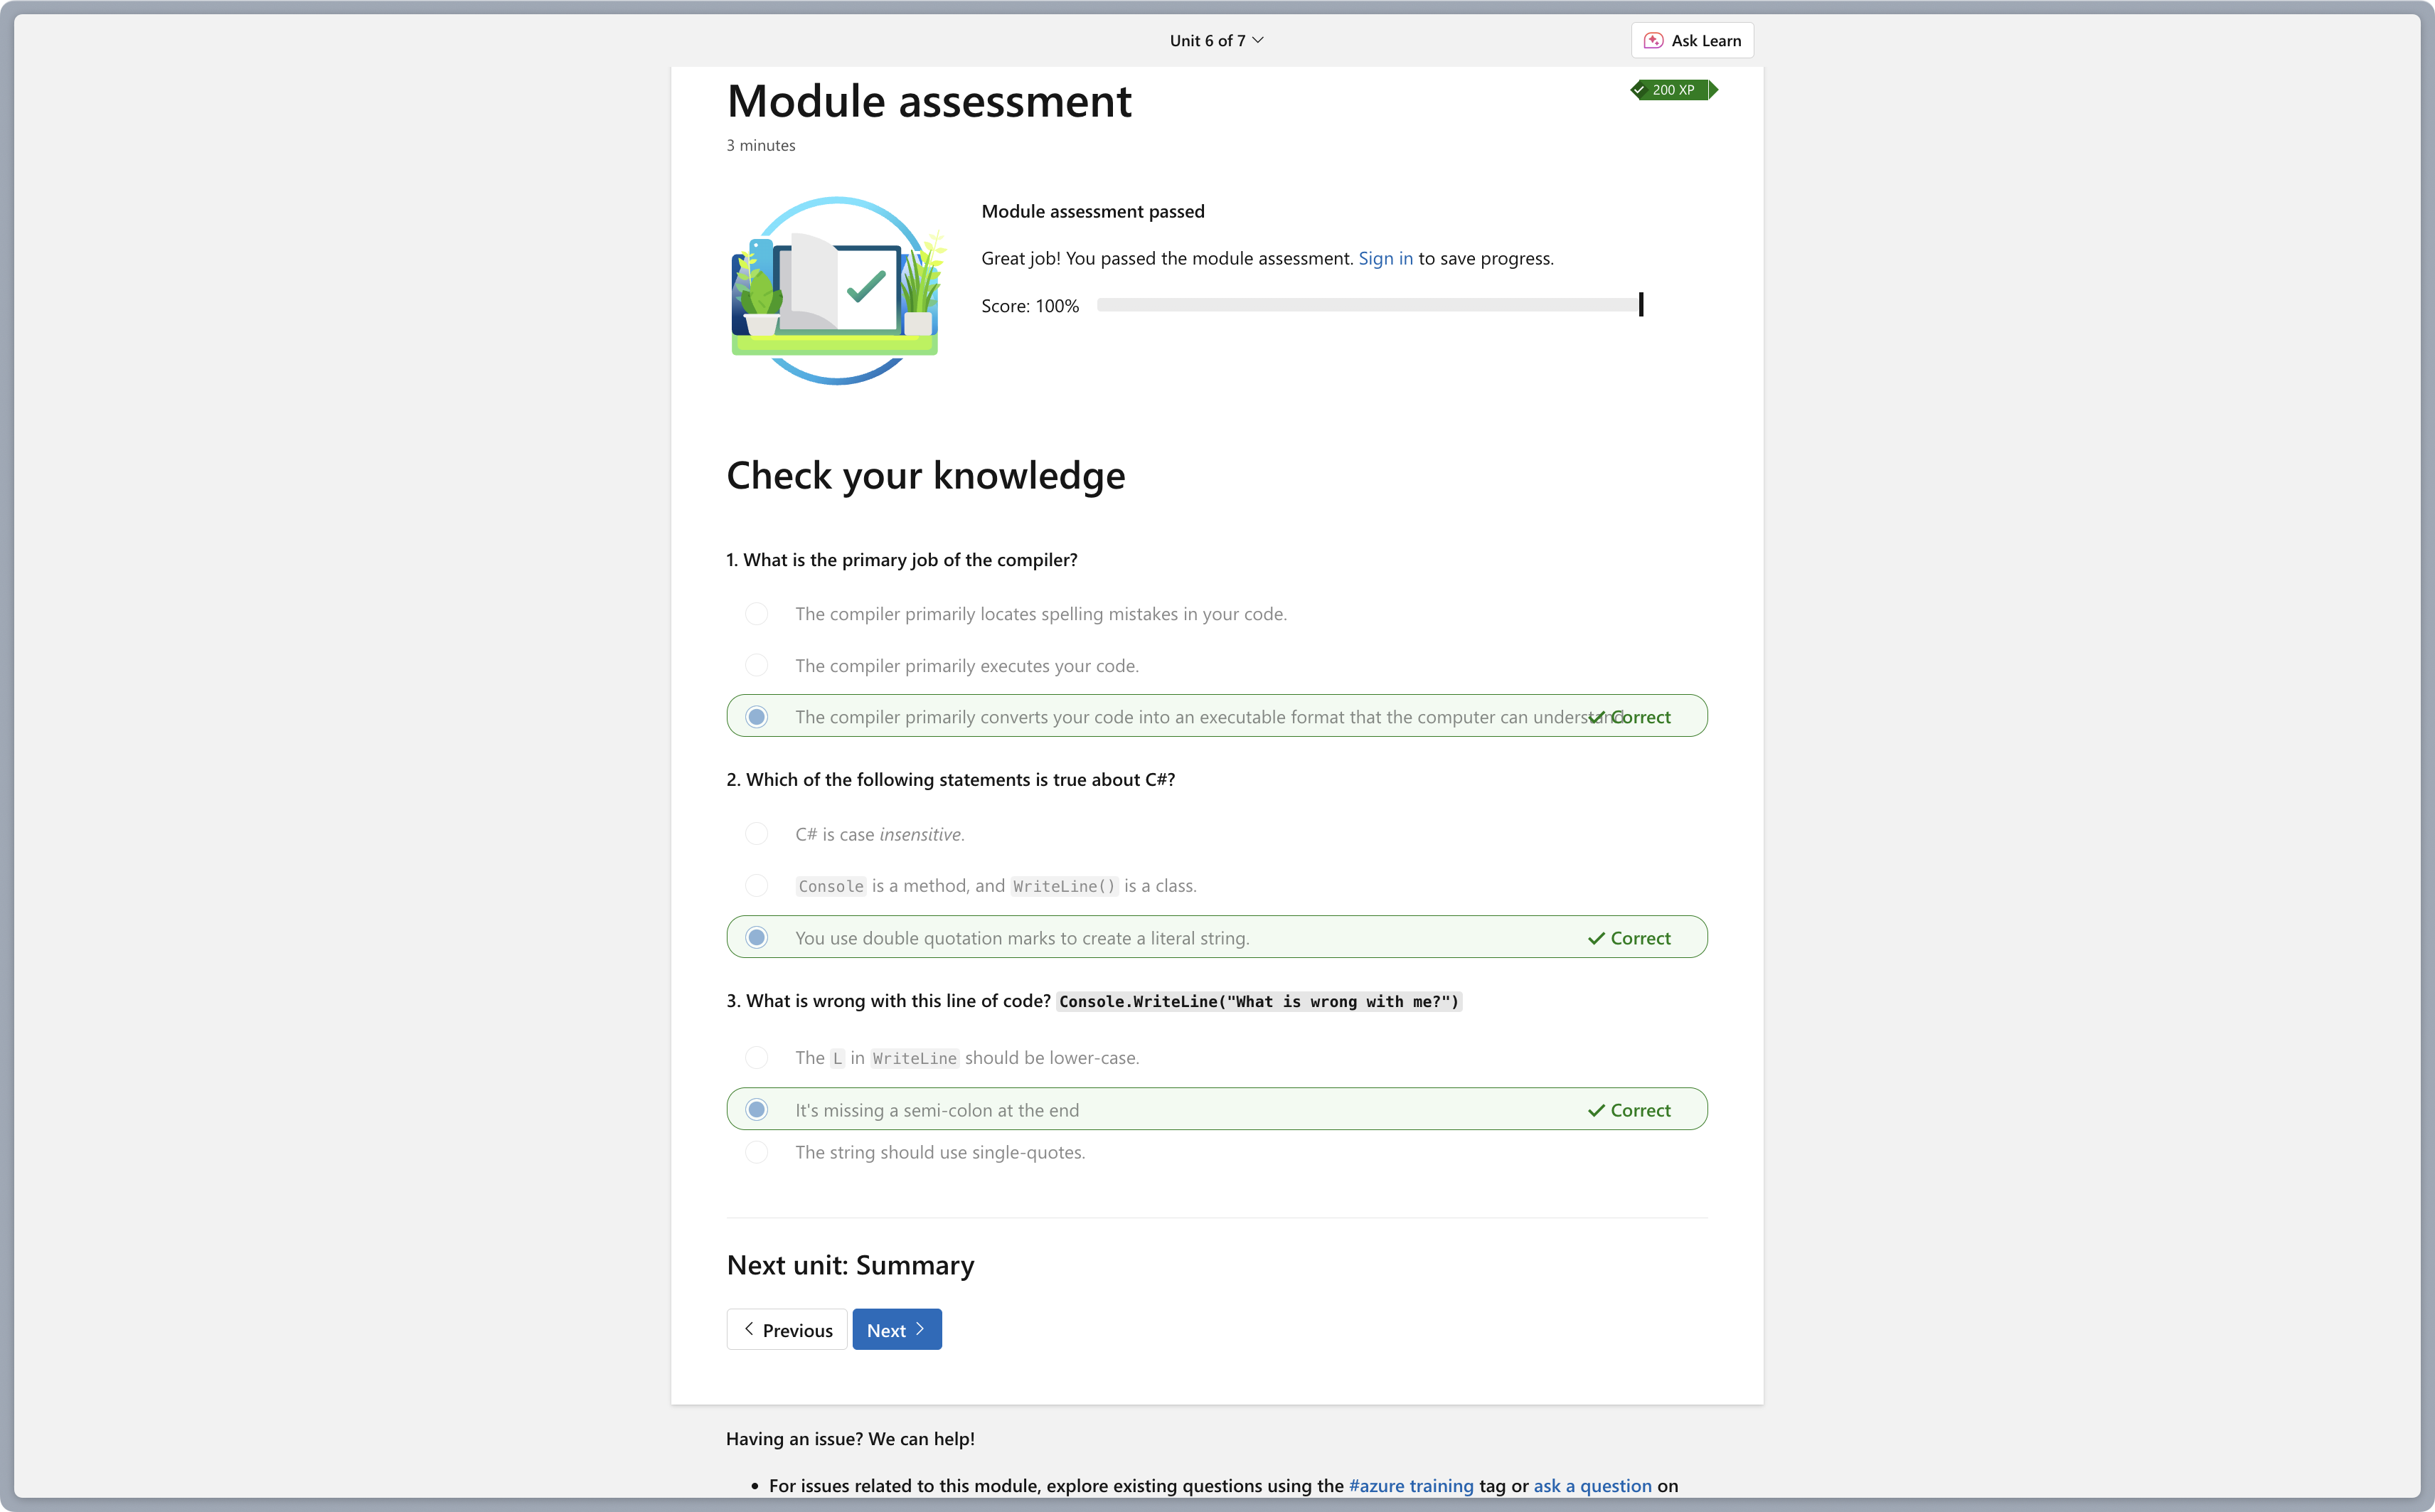 Unit 6 of 7
Ask Learn
Module assessment
200 XP
3 minutes
Module assessment passed
Great job! You passed the module assessment. Sign in to save progress.
Score: 100%
Check your knowledge
1. What is the primary job of the compiler?
The compiler primarily locates spelling mistakes in your code.
The compiler primarily executes your code.
The compiler primarily converts your code into an executable format that the computer can understand. Correct
2. Which of the following statements is true about C#?
C# is case insensitive.
Console is a method, and WriteLine() is a class.
You use double quotation marks to create a literal string. Correct
3. What is wrong with this line of code? Console.WriteLine("What is wrong with me?")
The L in WriteLine should be lower-case.
It's missing a semi-colon at the end Correct
The string should use single-quotes.
Next unit: Summary
Previous Next
Having an issue? We can help!
• For issues related to this module, explore existing questions using the #azure training tag or ask a question on